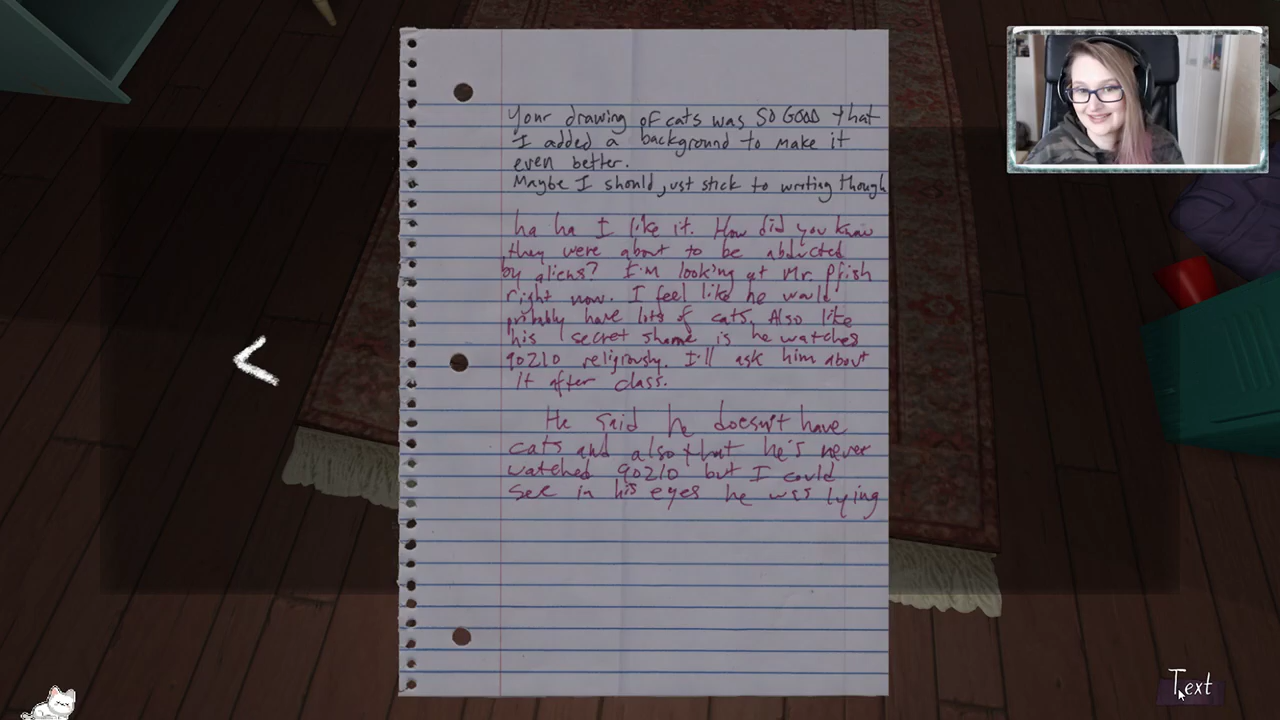 Your drawing of cats was SO GOOD that
I added a background to make it
even better.
Maybe I should just stick to writing though
ha ha I like it. How did you know
they were about to be abducted
by aliens? I'm looking at Mr. Pfish
right now. I feel like he would
probably have lots of cats. Also like
his secret shame is he watches
90210 religiously. I'll ask him about
it after class.
He said he doesn't have
cats and also that he's never
watched 90210 but I could
see in his eyes he was lying
Text